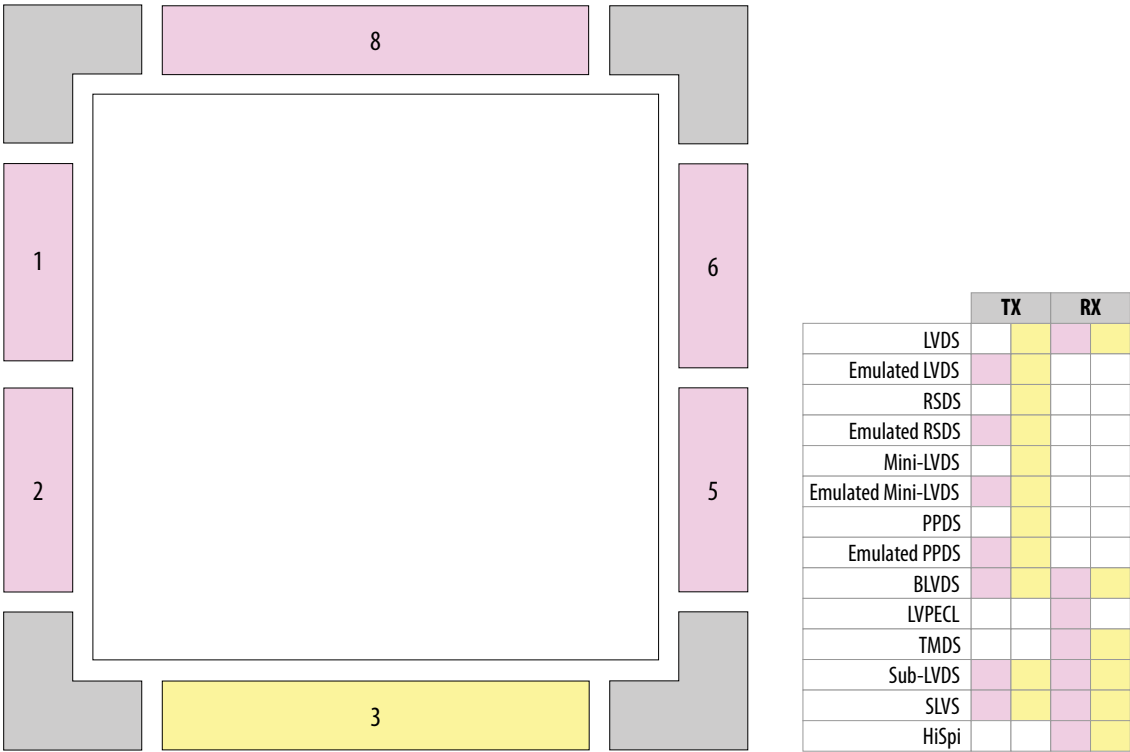 8
1
6
2
5
3
TX RX
LVDS
Emulated LVDS
RSDS
Emulated RSDS
Mini-LVDS
Emulated Mini-LVDS
PPDS
Emulated PPDS
BLVDS
LVPECL
TMDS
Sub-LVDS
SLVS
HiSpi